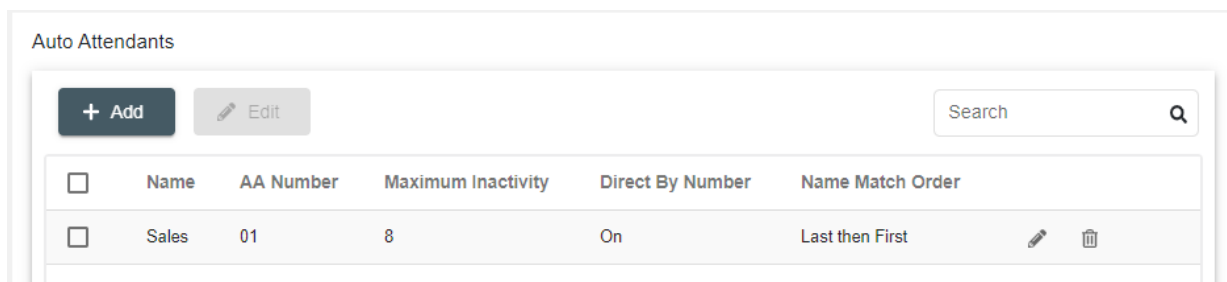 Auto Attendants
+ Add Edit Search
Name AA Number Maximum Inactivity Direct By Number Name Match Order
Sales 01 8 On Last then First